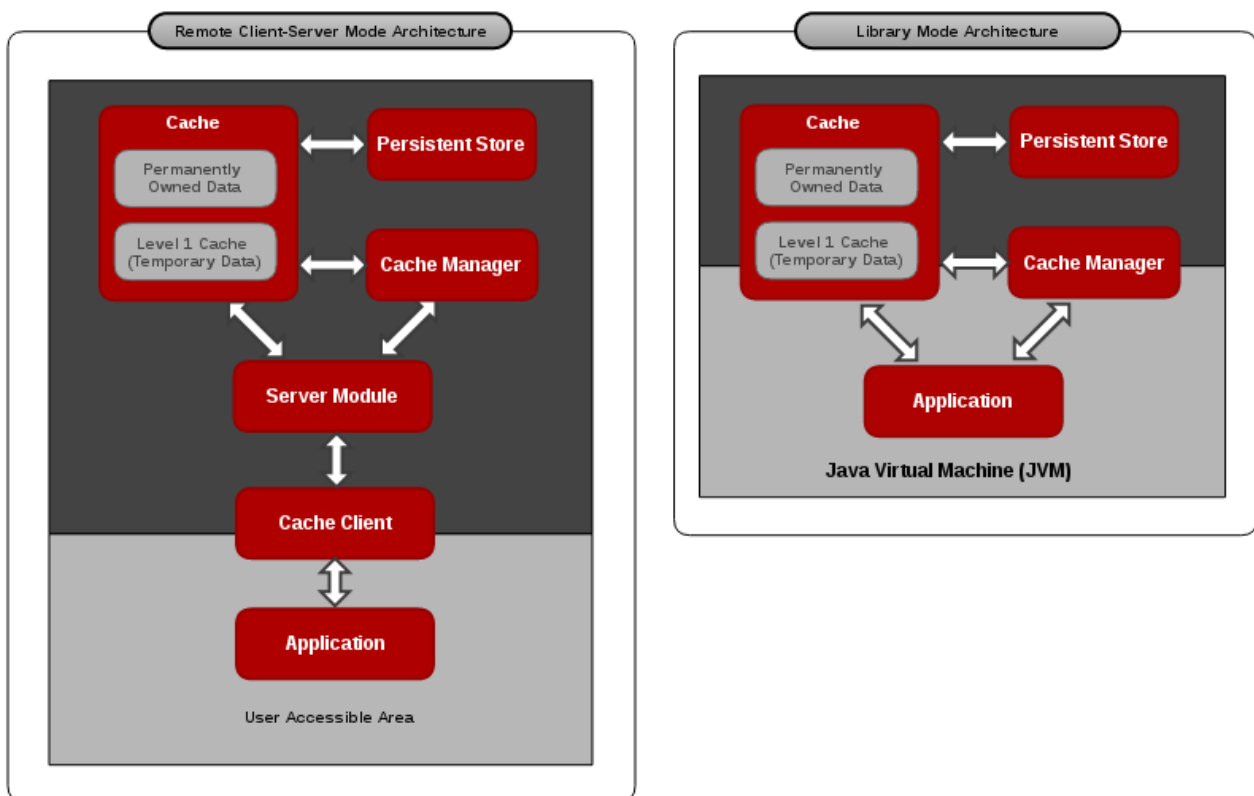 Remote Client-Server Mode Architecture
Cache
Permanently
Owned Data
Level 1 Cache
(Temporary Data)
Persistent Store
Cache Manager
Server Module
Cache Client
Application
User Accessible Area
Library Mode Architecture
Cache
Permanently
Owned Data
Level 1 Cache
(Temporary Data)
Persistent Store
Cache Manager
Application
Java Virtual Machine (JVM)